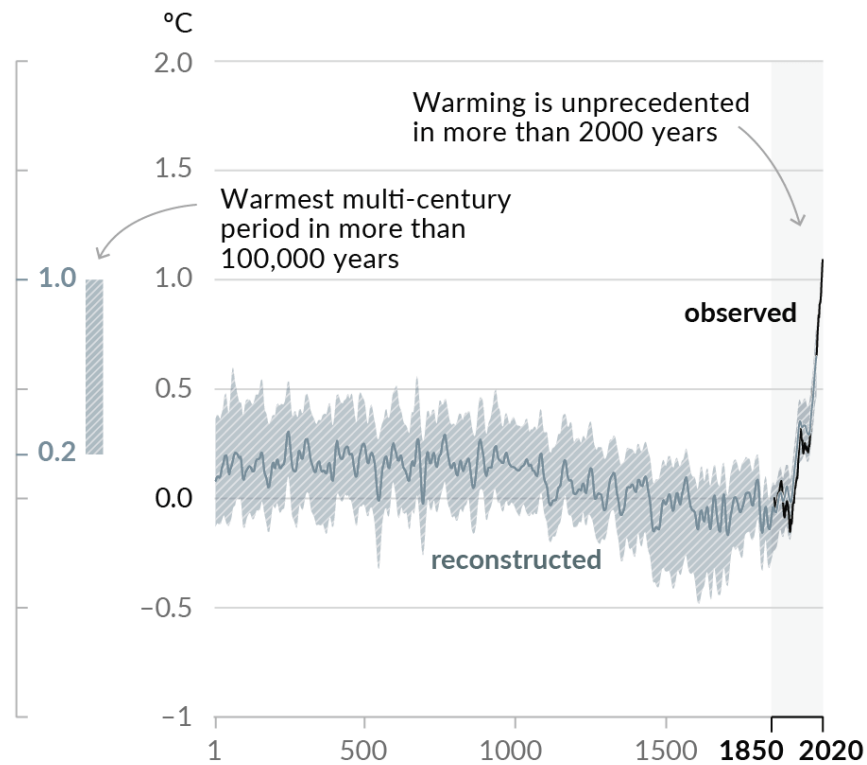 °C
2.0
Warming is unprecedented
in more than 2000 years
1.5
Warmest multi-century
period in more than
100,000 years
1.0
1.0
observed
0.5
0.2
0.0
reconstructed
−0.5
−1
1
500
1000
1500
1850
2020